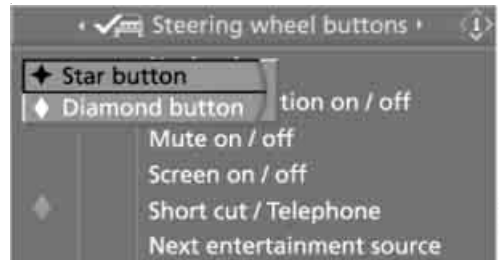 Steering wheel buttons
Star button
Diamond button
tion on / off
Mute on / off
Screen on / off
Short cut / Telephone
Next entertainment source